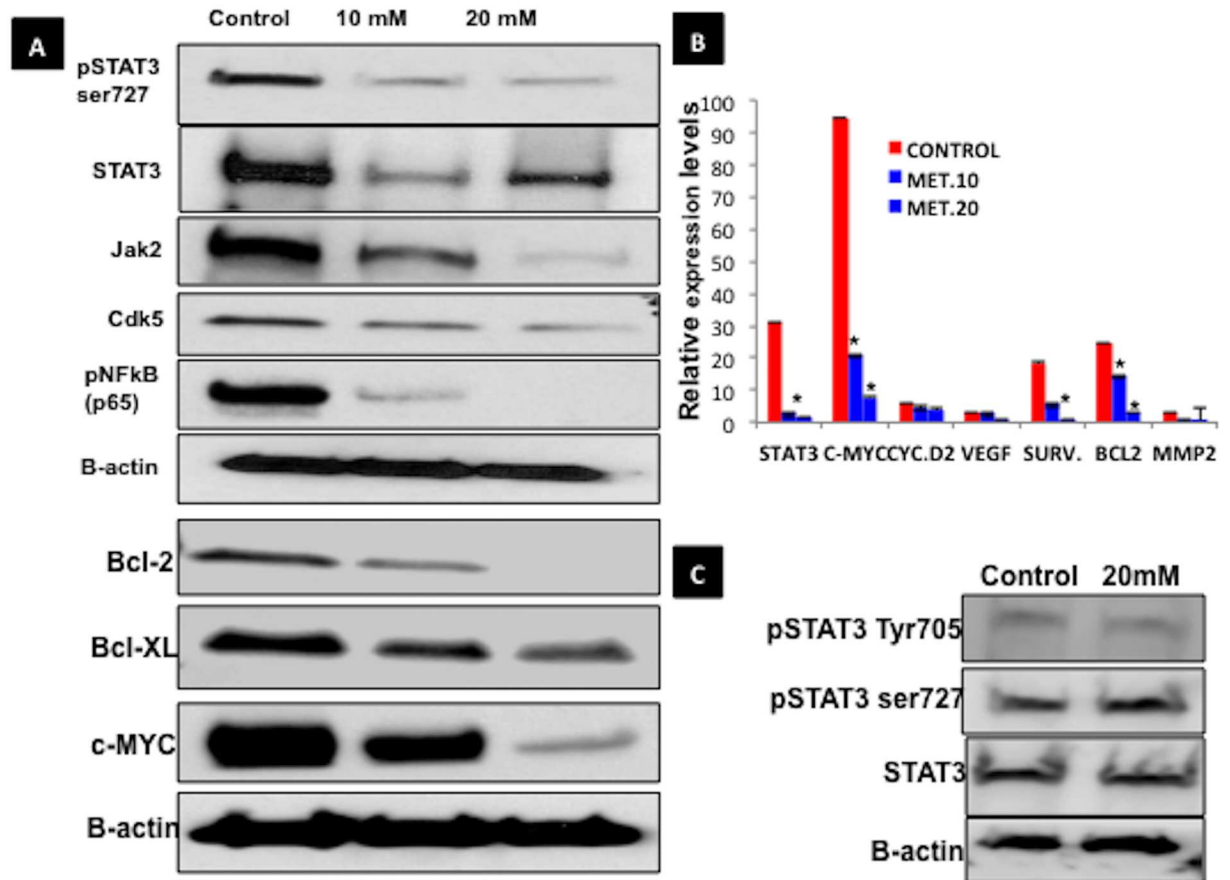 A
Control 10 mM 20 mM
pSTAT3
ser727
STAT3
Jak2
Cdk5
pNFkB
(p65)
B-actin
Bcl-2
Bcl-XL
c-MYC
B-actin
B
Relative expression levels
100
90
80
70
60
50
40
30
20
10
0
CONTROL
MET.10
MET.20
*
*
*
*
*
*
STAT3 C-MYCCYC.D2 VEGF SURV. BCL2 MMP2
C
Control 20mM
pSTAT3 Tyr705
pSTAT3 ser727
STAT3
B-actin